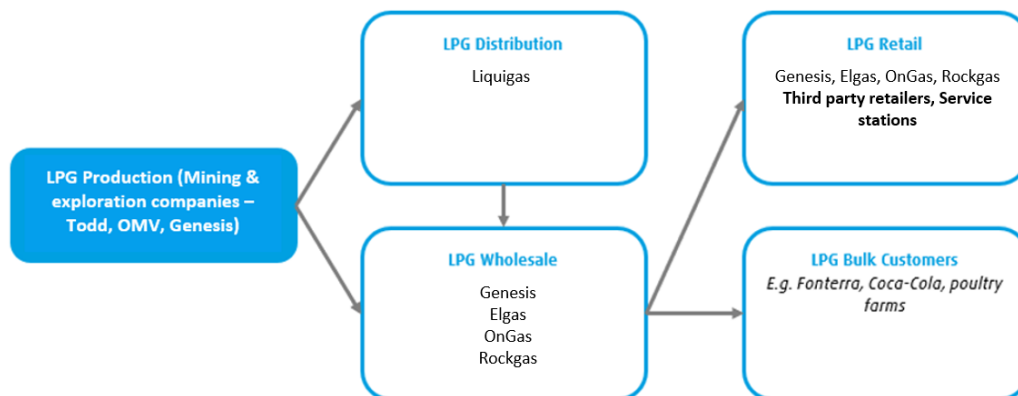 LPG Production (Mining &
exploration companies –
Todd, OMV, Genesis)
LPG Distribution
Liquigas
LPG Wholesale
Genesis
Elgas
OnGas
Rockgas
LPG Retail
Genesis, Elgas, OnGas, Rockgas
Third party retailers, Service
stations
LPG Bulk Customers
E.g. Fonterra, Coca-Cola, poultry
farms